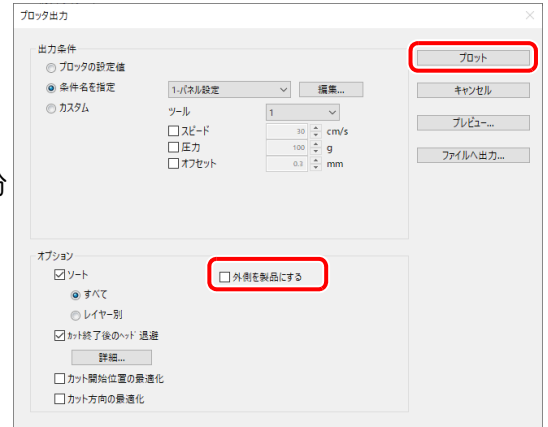 プロッタ出力
出力条件
プロッタの設定値
条件名を指定
1-パネル設定
編集...
カスタム
ツール
1
スピード
30
cm/s
圧力
100
g
オフセット
0.3
mm
プロット
キャンセル
プレビュー...
ファイルへ出力...
オプション
ソート
外側を製品にする
すべて
レイヤー別
カット終了後のヘッド退避
詳細...
カット開始位置の最適化
カット方向の最適化